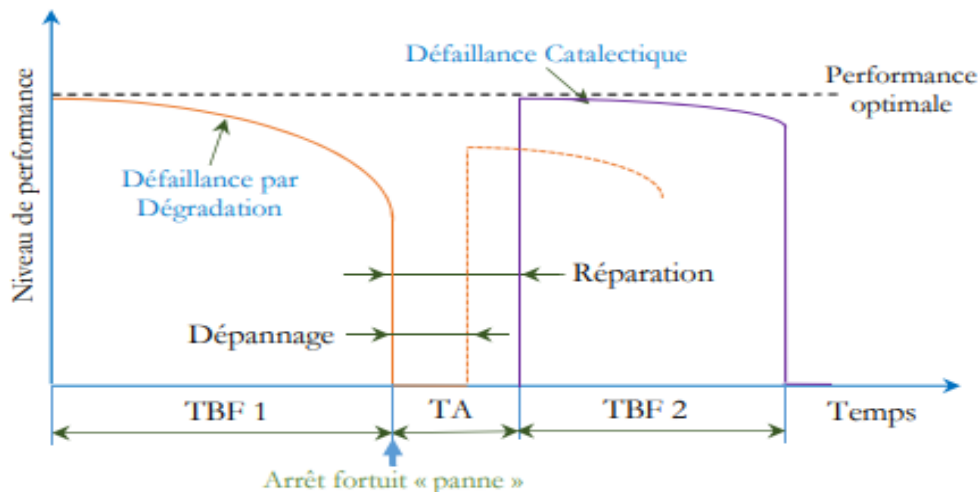 Niveau de performance
Défaillance Catalectique
Performance
optimale
Défaillance par
Dégradation
Réparation
Dépannage
TBF 1
TA
TBF 2
Temps
Arrêt fortuit « panne »